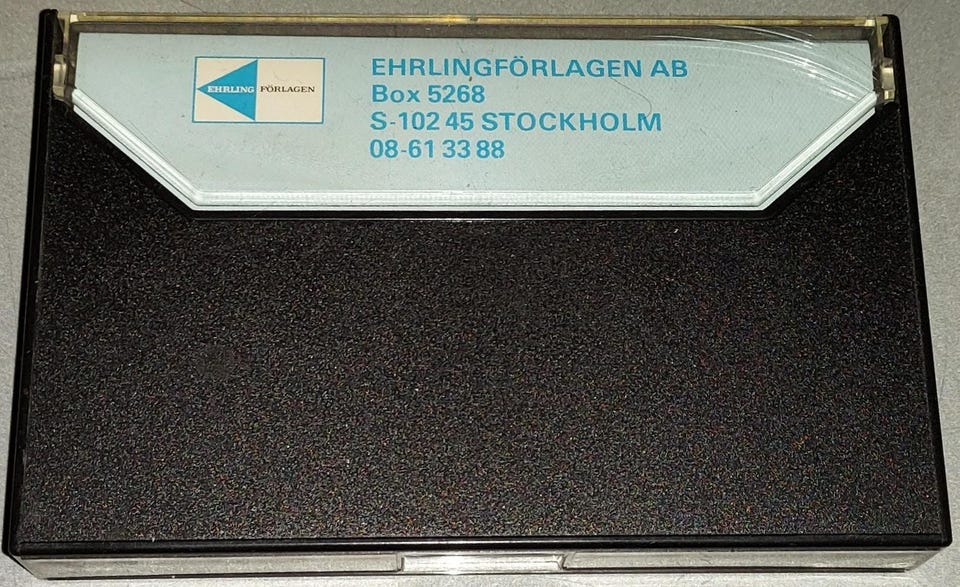 EHRLING FÖRLAGEN
EHRLINGFÖRLAGEN AB
Box 5268
S-102 45 STOCKHOLM
08-61 33 88